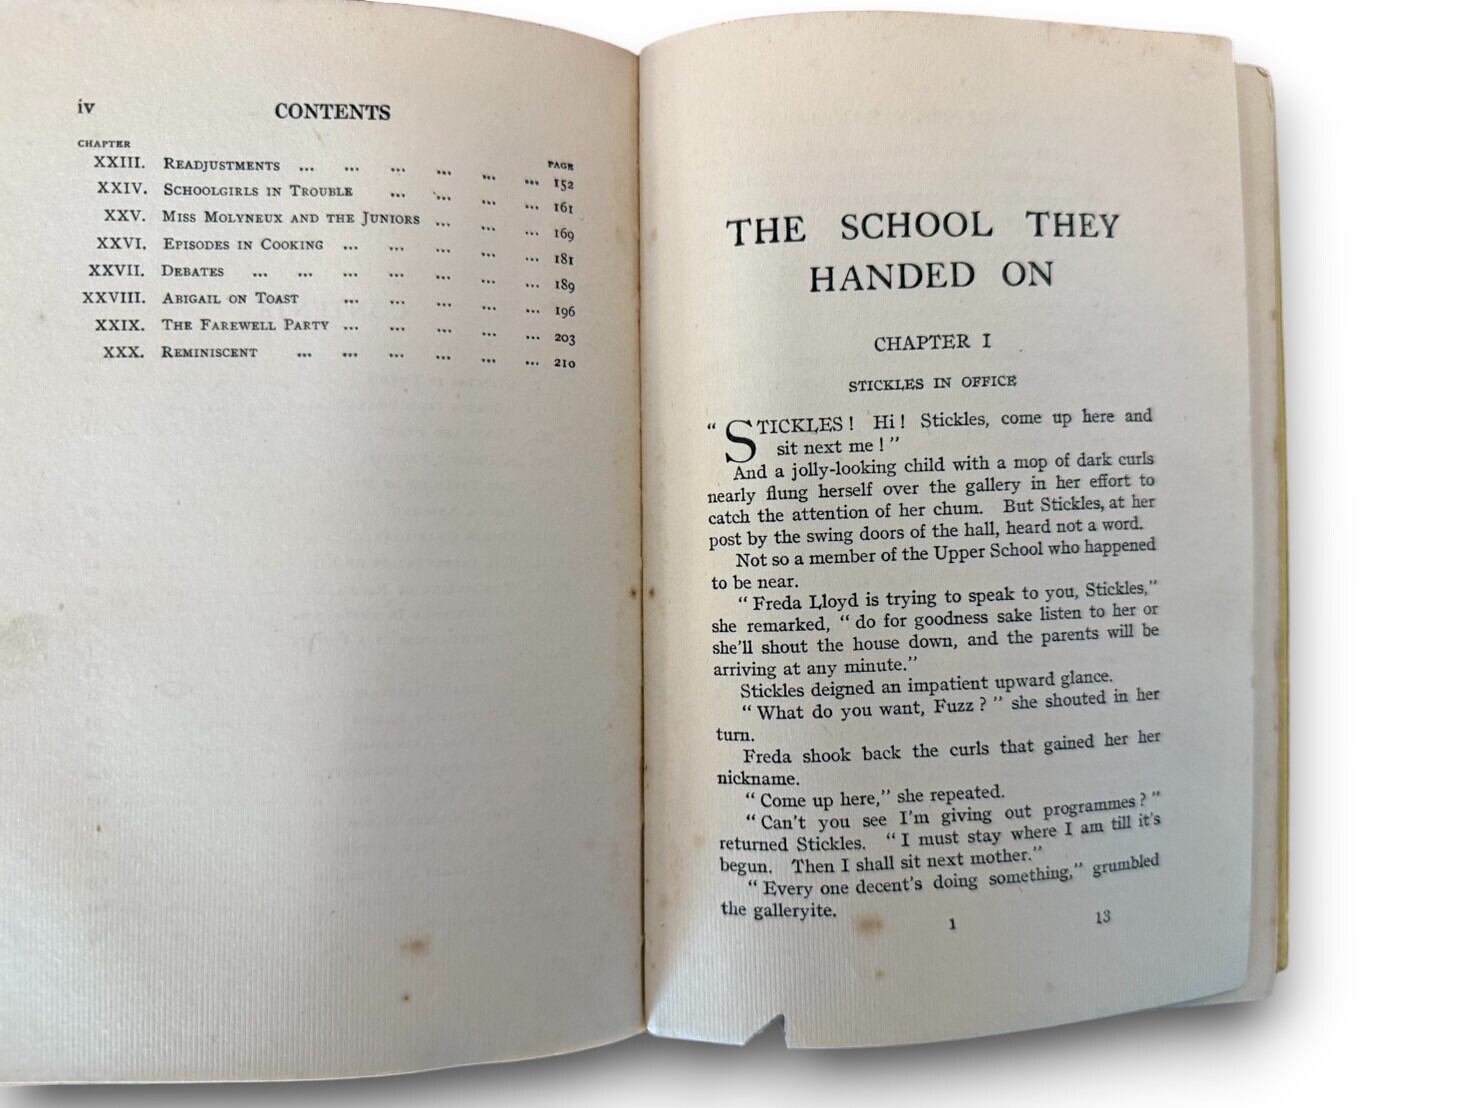 iv CONTENTS
CHAPTER PAGE
XXIII. READJUSTMENTS ... ... ... ... ... ... 152
XXIV. SCHOOLGIRLS IN TROUBLE ... ... ... ... 161
XXV. MISS MOLYNEUX AND THE JUNIORS ... ... ... 169
XXVI. EPISODES IN COOKING ... ... ... ... ... 181
XXVII. DEBATES ... ... ... ... ... ... ... 189
XXVIII. ABIGAIL ON TOAST ... ... ... ... ... 196
XXIX. THE FAREWELL PARTY ... ... ... ... ... 203
XXX. REMINISCENT ... ... ... ... ... ... 210
THE SCHOOL THEY
HANDED ON
CHAPTER I
STICKLES IN OFFICE
“STICKLES! Hi! Stickles, come up here and
sit next me!”
And a jolly-looking child with a mop of dark curls
nearly flung herself over the gallery in her effort to
catch the attention of her chum. But Stickles, at her
post by the swing doors of the hall, heard not a word.
Not so a member of the Upper School who happened
to be near.
“Freda Lloyd is trying to speak to you, Stickles,”
she remarked, “do for goodness sake listen to her or
she'll shout the house down, and the parents will be
arriving at any minute.”
Stickles deigned an impatient upward glance.
“What do you want, Fuzz?” she shouted in her
turn.
Freda shook back the curls that gained her her
nickname.
“Come up here,” she repeated.
“Can't you see I'm giving out programmes?”
returned Stickles. “I must stay where I am till it's
begun. Then I shall sit next mother.”
“Every one decent's doing something,” grumbled
the galleryite.
1 13